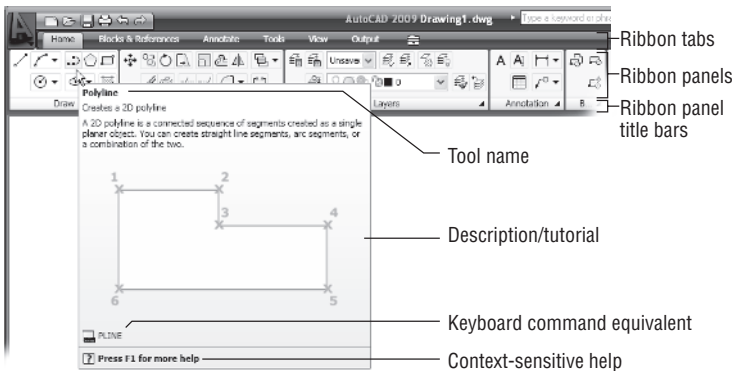 AutoCAD 2009 Drawing1.dwg
Type a keyword or phra
Home Blocks & References Annotate Tools View Output
Ribbon tabs
Unsave
A A
Ribbon panels
0
Draw Layers Annotation B...
Ribbon panel
title bars
Polyline
Creates a 2D polyline
A 2D polyline is a connected sequence of segments created as a single
planar object. You can create straight line segments, arc segments, or
a combination of the two.
Tool name
1 2
3 4
Description/tutorial
6 5
PLINE
Keyboard command equivalent
? Press F1 for more help
Context-sensitive help